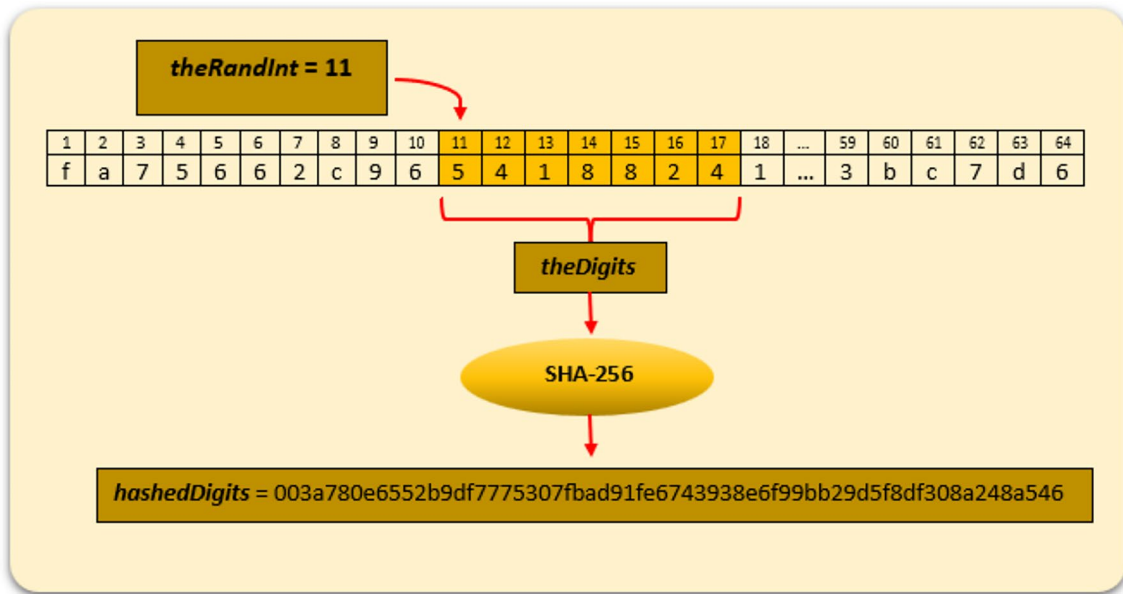 theRandInt = 11
1 2 3 4 5 6 7 8 9 10 11 12 13 14 15 16 17 18 ... 59 60 61 62 63 64
f a 7 5 6 6 2 c 9 6 5 4 1 8 8 2 4 1 ... 3 b c 7 d 6
theDigits
SHA-256
hashedDigits = 003a780e6552b9df7775307fbad91fe6743938e6f99bb29d5f8df308a248a546